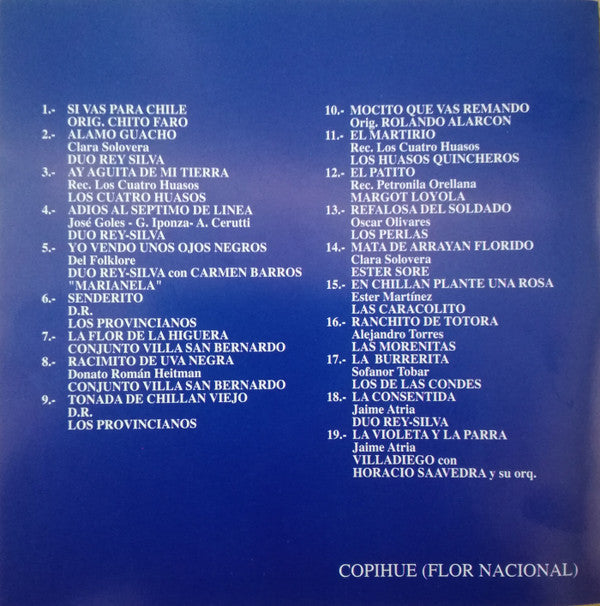 1.- SI VAS PARA CHILE
ORIG. CHITO FARO
2.- ALAMO GUACHO
Clara Solovera
DUO REY SILVA
3.- AY AGUITA DE MI TIERRA
Rec. Los Cuatro Huasos
LOS CUATRO HUASOS
4.- ADIOS AL SEPTIMO DE LINEA
José Goles - G. Iponza- A. Cerutti
DUO REY-SILVA
5.- YO VENDO UNOS OJOS NEGROS
Del Folklore
DUO REY-SILVA con CARMEN BARROS
"MARIANELA"
6.- SENDERITO
D.R.
LOS PROVINCIANOS
7.- LA FLOR DE LA HIGUERA
CONJUNTO VILLA SAN BERNARDO
8.- RACIMITO DE UVA NEGRA
Donato Román Heitman
CONJUNTO VILLA SAN BERNARDO
9.- TONADA DE CHILLAN VIEJO
D.R.
LOS PROVINCIANOS
10.- MOCITO QUE VAS REMANDO
Orig. ROLANDO ALARCON
11.- EL MARTIRIO
Rec. Los Cuatro Huasos
LOS HUASOS QUINCHEROS
12.- EL PATITO
Rec. Petronila Orellana
MARGOT LOYOLA
13.- REFALOSA DEL SOLDADO
Oscar Olivares
LOS PERLAS
14.- MATA DE ARRAYAN FLORIDO
Clara Solovera
ESTER SORE
15.- EN CHILLAN PLANTE UNA ROSA
Ester Martínez
LAS CARACOLITO
16.- RANCHITO DE TOTORA
Alejandro Torres
LAS MORENITAS
17.- LA BURRERITA
Sofanor Tobar
LOS DE LAS CONDES
18.- LA CONSENTIDA
Jaime Atria
DUO REY-SILVA
19.- LA VIOLETA Y LA PARRA
Jaime Atria
VILLADIEGO con
HORACIO SAAVEDRA y su orq.
COPIHUE (FLOR NACIONAL)